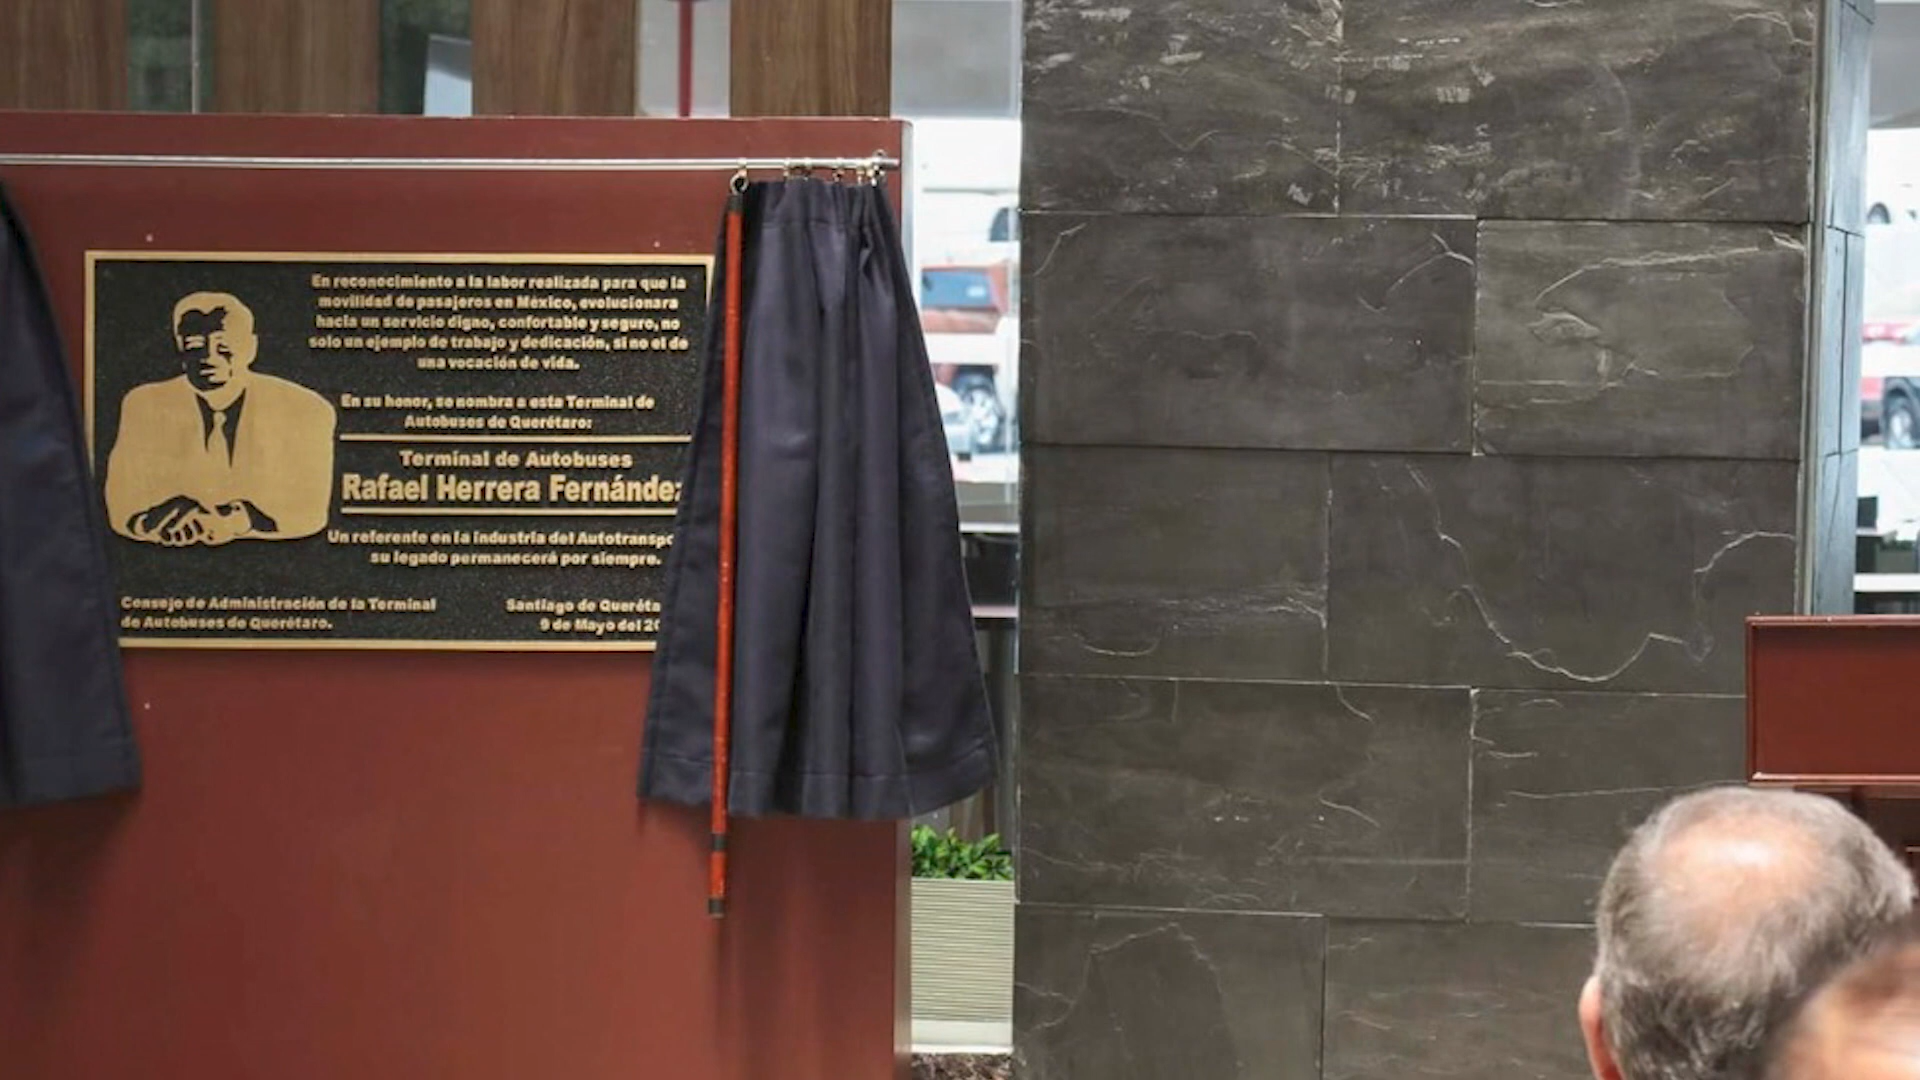 En reconocimiento a la labor realizada para que la
movilidad de pasajeros en México, evolucionara
hacia un servicio digno, confortable y seguro, no
solo un ejemplo de trabajo y dedicación, si no el de
una vocación de vida.
En su honor, se nombra a esta Terminal de
Autobuses de Querétaro:
Terminal de Autobuses
Rafael Herrera Fernández
Un referente en la industria del Autotranspo
su legado permanecerá por siempre.
Consejo de Administración de la Terminal
de Autobuses de Querétaro.
Santiago de Queréta
9 de Mayo del 20